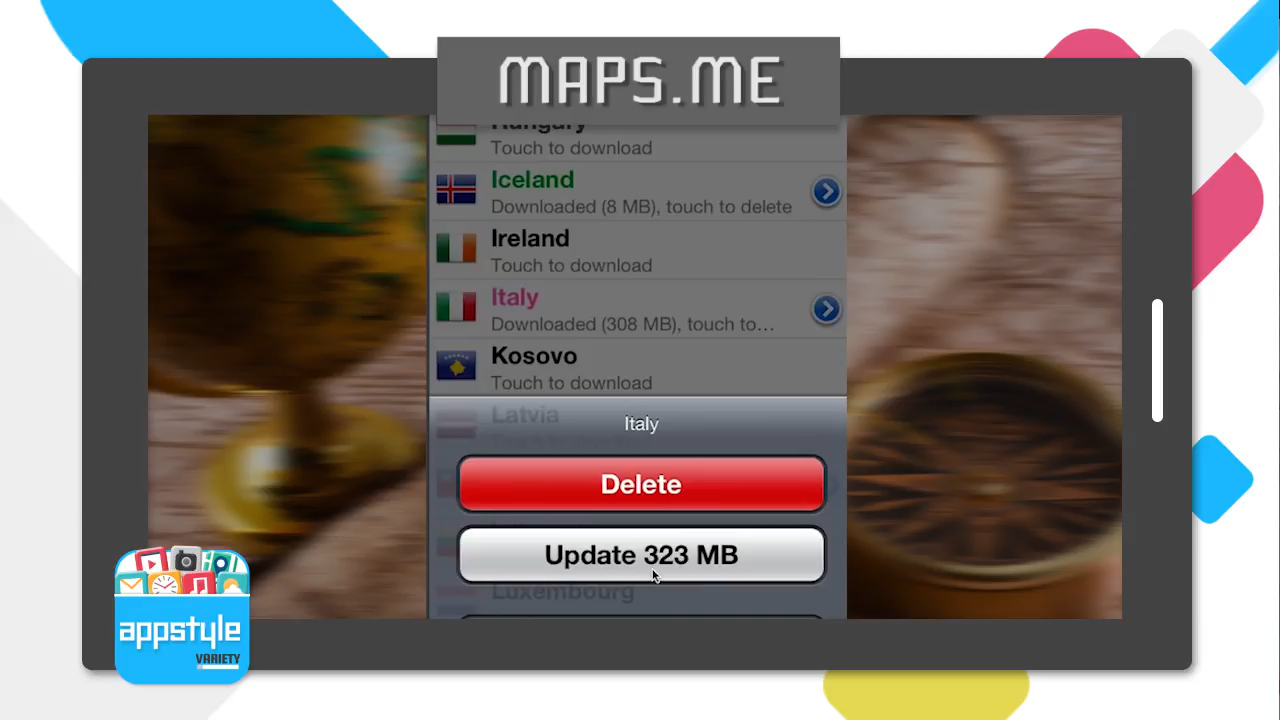 MAPS.ME
Hungary
Touch to download
Iceland
Downloaded (8 MB), touch to delete
Ireland
Touch to download
Italy
Downloaded (308 MB), touch to…
Kosovo
Touch to download
Latvia
Italy
Delete
Update 323 MB
Luxembourg
appstyle
VARIETY